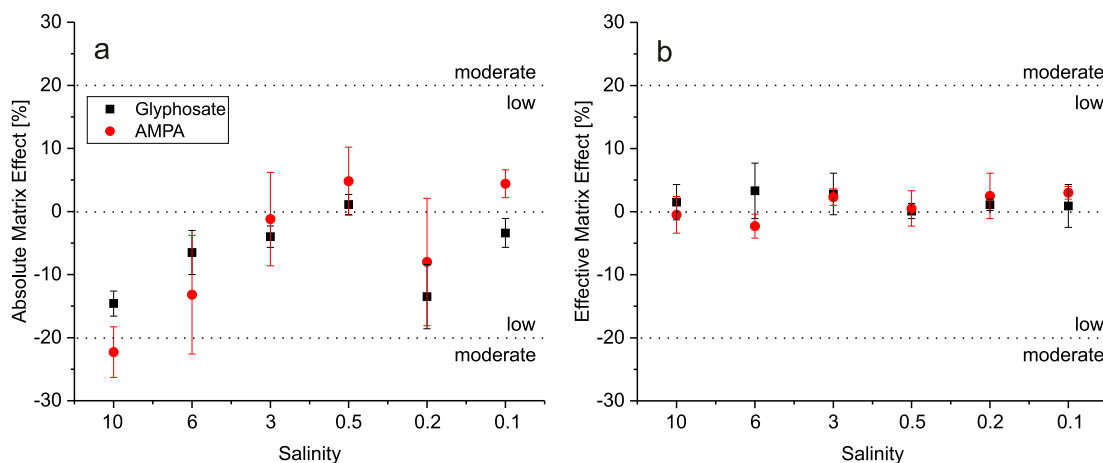 a
Absolute Matrix Effect [%]
30
20
10
0
-10
-20
-30
moderate
low
Glyphosate
AMPA
low
moderate
10 6 3 0.5 0.2 0.1
Salinity
b
Effective Matrix Effect [%]
30
20
10
0
-10
-20
-30
moderate
low
low
moderate
10 6 3 0.5 0.2 0.1
Salinity